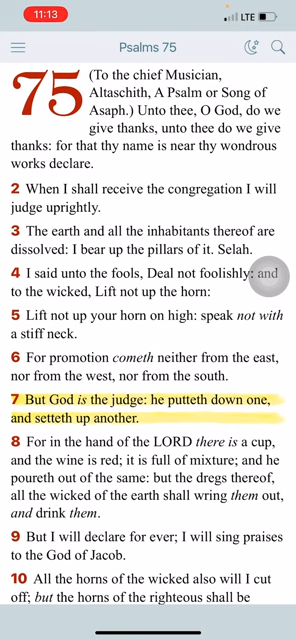 11:13
LTE
Psalms 75
75 (To the chief Musician,
Altaschith, A Psalm or Song of
Asaph.) Unto thee, O God, do we
give thanks, unto thee do we give
thanks: for that thy name is near thy wondrous
works declare.
2 When I shall receive the congregation I will
judge uprightly.
3 The earth and all the inhabitants thereof are
dissolved: I bear up the pillars of it. Selah.
4 I said unto the fools, Deal not foolishly: and
to the wicked, Lift not up the horn:
5 Lift not up your horn on high: speak not with
a stiff neck.
6 For promotion cometh neither from the east,
nor from the west, nor from the south.
7 But God is the judge: he putteth down one,
and setteth up another.
8 For in the hand of the LORD there is a cup,
and the wine is red; it is full of mixture; and he
poureth out of the same: but the dregs thereof,
all the wicked of the earth shall wring them out,
and drink them.
9 But I will declare for ever; I will sing praises
to the God of Jacob.
10 All the horns of the wicked also will I cut
off; but the horns of the righteous shall be